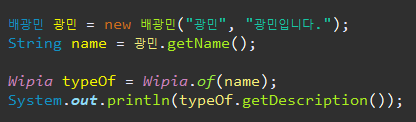 배광민 광민 = new 배광민("광민", "광민입니다.");
String name = 광민.getName();
Wipia typeOf = Wipia.of(name);
System.out.println(typeOf.getDescription());